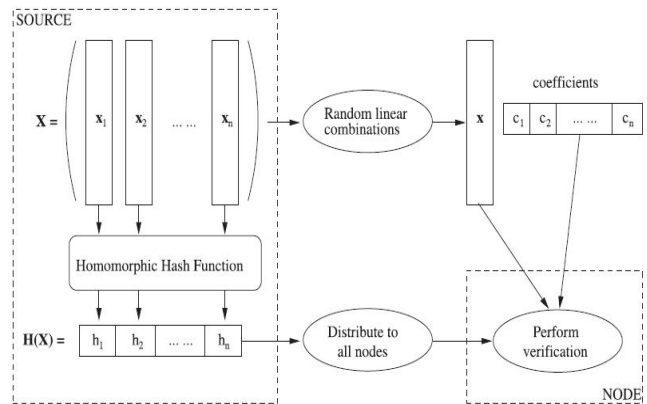 SOURCE
X =
x1 x2 ... ... xn
Random linear
combinations
x
coefficients
c1 c2 ... ... cn
Homomorphic Hash Function
H(X) =
h1 h2 ... ... hn
Distribute to
all nodes
Perform
verification
NODE